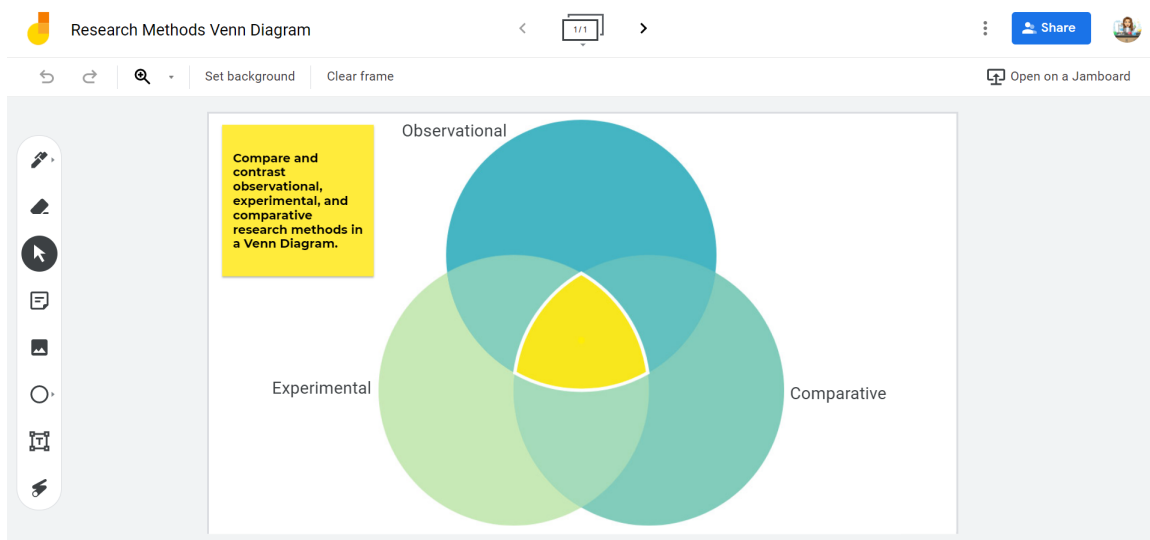 Research Methods Venn Diagram
1/1
Share
Set background
Clear frame
Open on a Jamboard
Compare and
contrast
observational,
experimental, and
comparative
research methods in
a Venn Diagram.
Observational
Experimental
Comparative
T